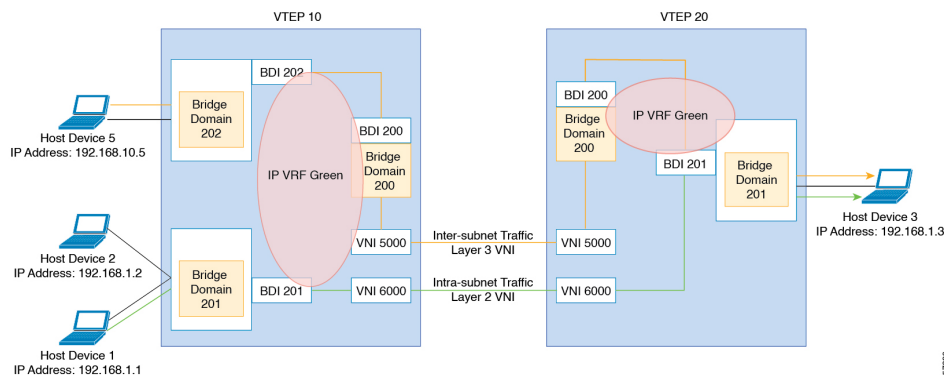 VTEP 10
VTEP 20
BDI 202
Bridge
Domain
202
Host Device 5
IP Address: 192.168.10.5
IP VRF Green
BDI 200
Bridge
Domain
200
VNI 5000
Host Device 2
IP Address: 192.168.1.2
Bridge
Domain
201
BDI 201
VNI 6000
Host Device 1
IP Address: 192.168.1.1
Inter-subnet Traffic
Layer 3 VNI
Intra-subnet Traffic
Layer 2 VNI
BDI 200
Bridge
Domain
200
IP VRF Green
BDI 201
Bridge
Domain
201
VNI 5000
VNI 6000
Host Device 3
IP Address: 192.168.1.3